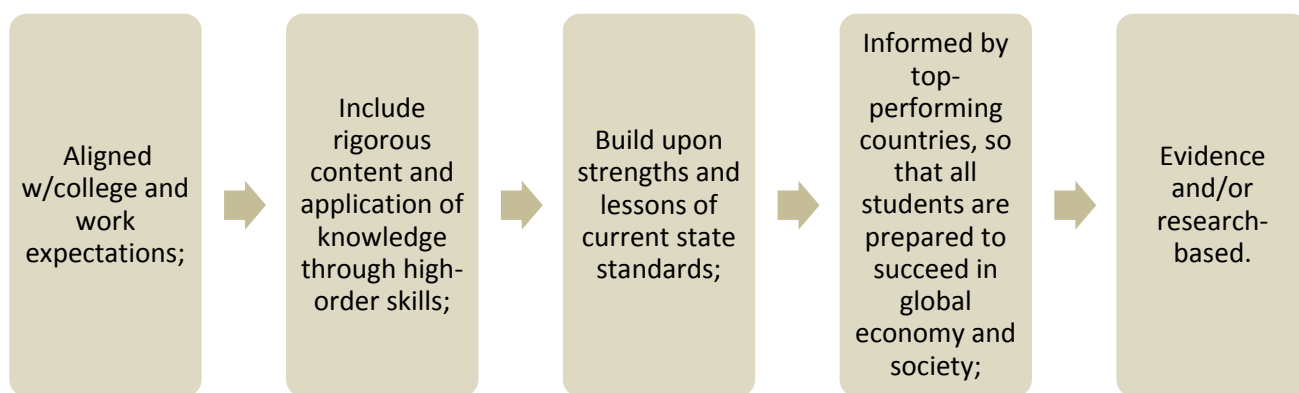 Aligned
w/college and
work
expectations;
Include
rigorous
content and
application of
knowledge
through high-
order skills;
Build upon
strengths and
lessons of
current state
standards;
Informed by
top-
performing
countries, so
that all
students are
prepared to
succeed in
global
economy and
society;
Evidence
and/or
research-
based.